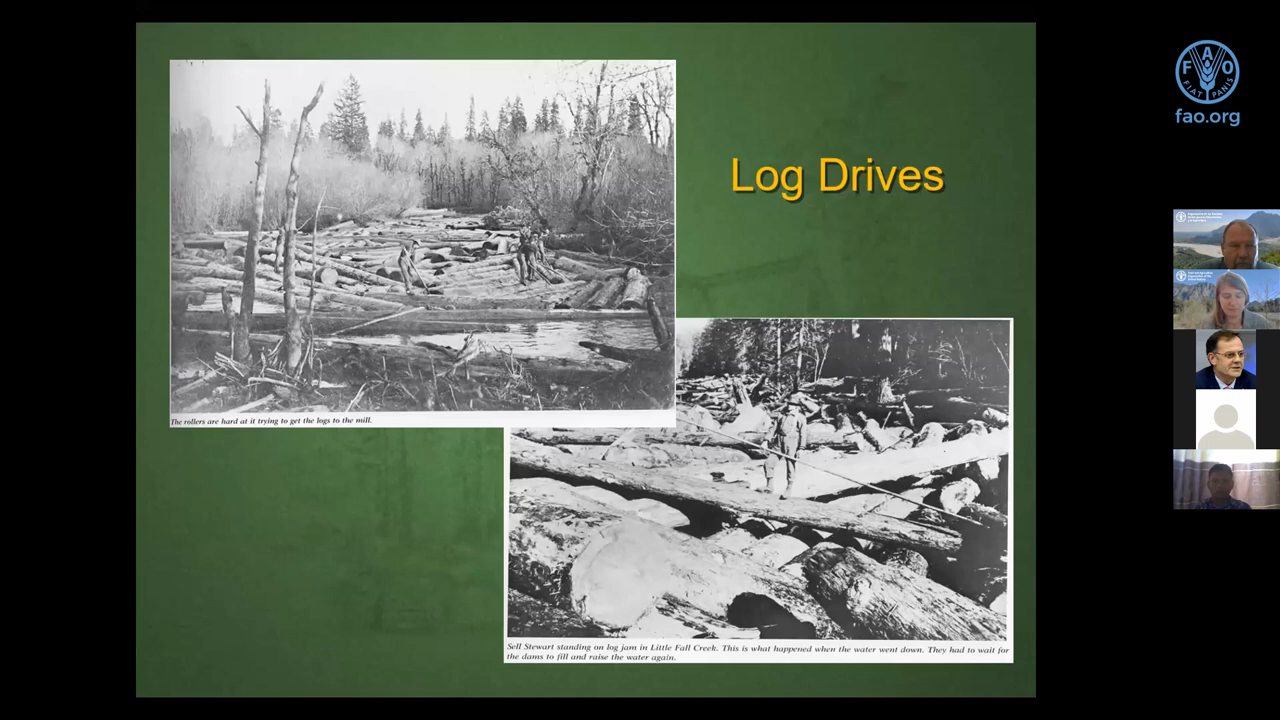 Log Drives
The rollers are hard at it trying to get the logs to the mill.
Sell Stewart standing on log jam in Little Fall Creek. This is what happened when the water went down. They had to wait for
the dams to fill and raise the water again.
F A O
FIAT PANIS
fao.org